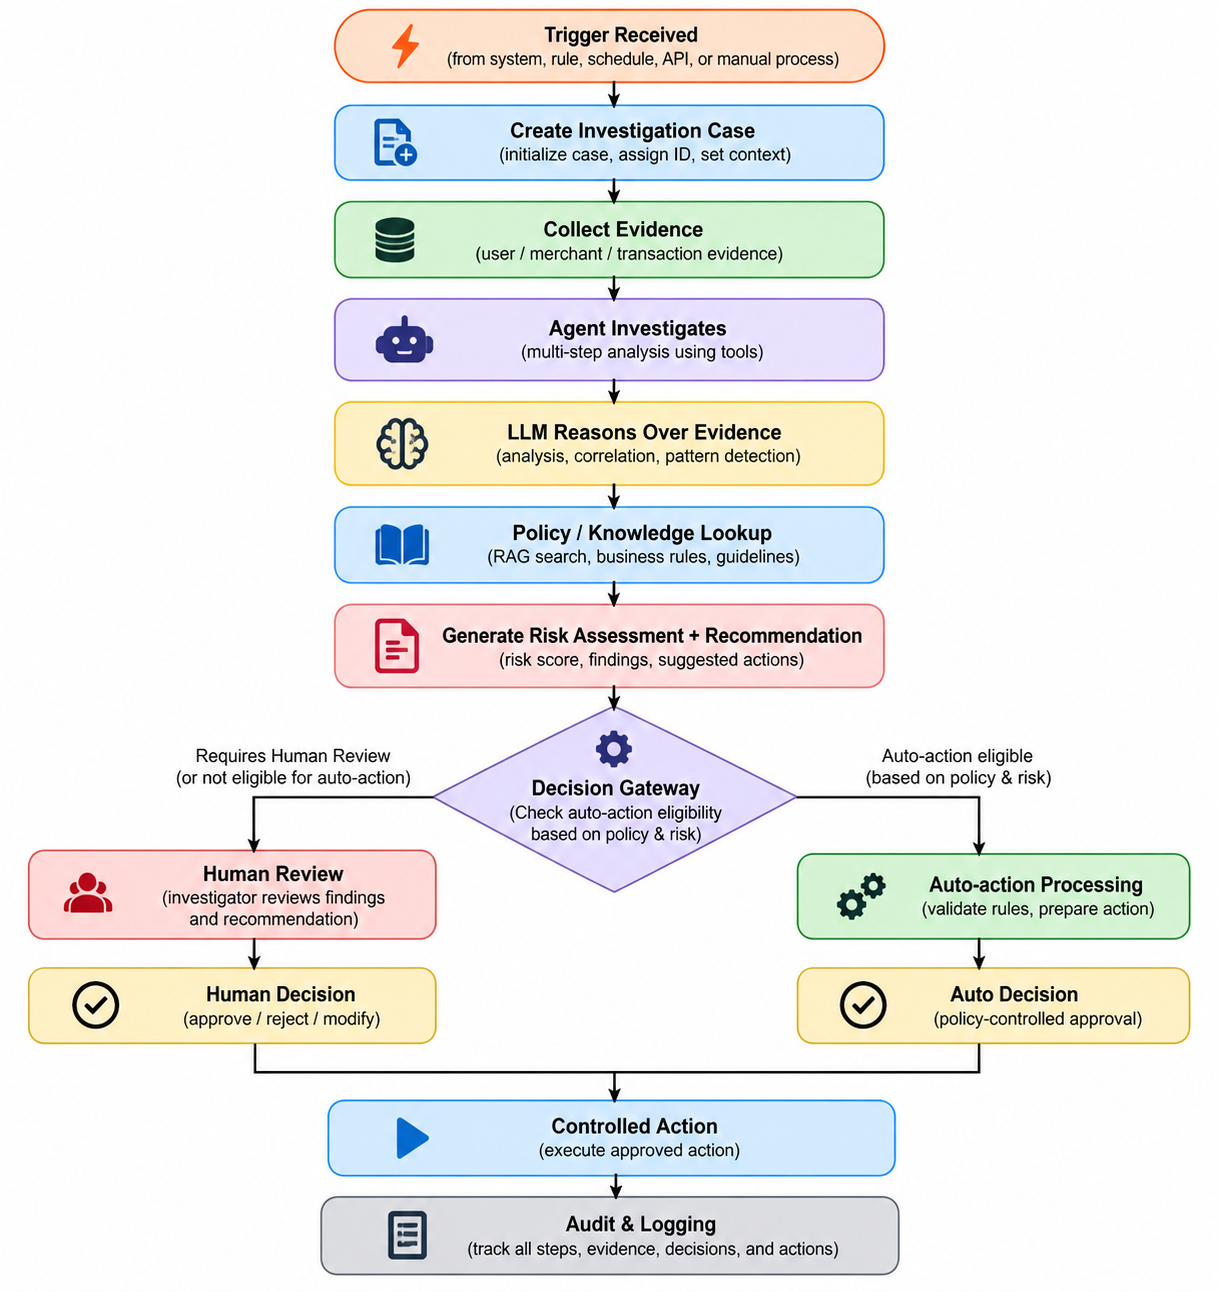 Trigger Received
(from system, rule, schedule, API, or manual process)
Create Investigation Case
(initialize case, assign ID, set context)
Collect Evidence
(user / merchant / transaction evidence)
Agent Investigates
(multi-step analysis using tools)
LLM Reasons Over Evidence
(analysis, correlation, pattern detection)
Policy / Knowledge Lookup
(RAG search, business rules, guidelines)
Generate Risk Assessment + Recommendation
(risk score, findings, suggested actions)
Requires Human Review
(or not eligible for auto-action)
Decision Gateway
(Check auto-action eligibility
based on policy & risk)
Auto-action eligible
(based on policy & risk)
Human Review
(investigator reviews findings
and recommendation)
Auto-action Processing
(validate rules, prepare action)
Human Decision
(approve / reject / modify)
Auto Decision
(policy-controlled approval)
Controlled Action
(execute approved action)
Audit & Logging
(track all steps, evidence, decisions, and actions)